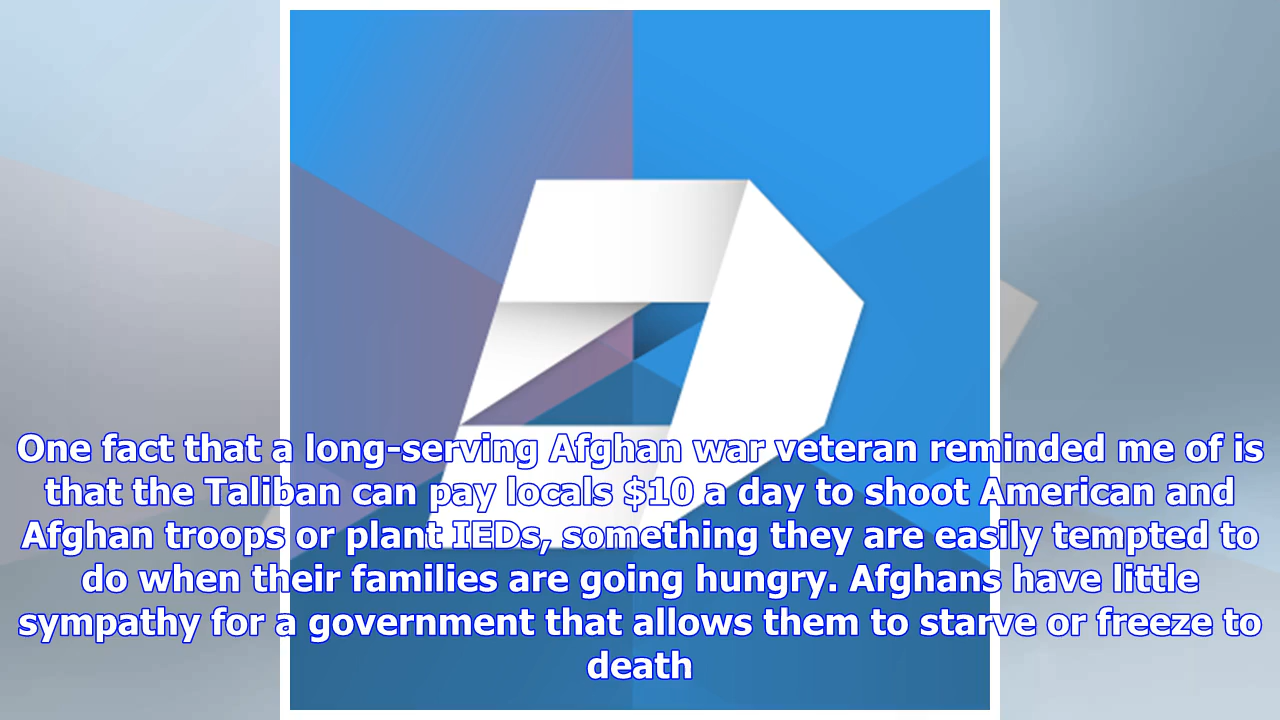 One fact that a long-serving Afghan war veteran reminded me of is
that the Taliban can pay locals $10 a day to shoot American and
Afghan troops or plant IEDs, something they are easily tempted to
do when their families are going hungry. Afghans have little
sympathy for a government that allows them to starve or freeze to
death